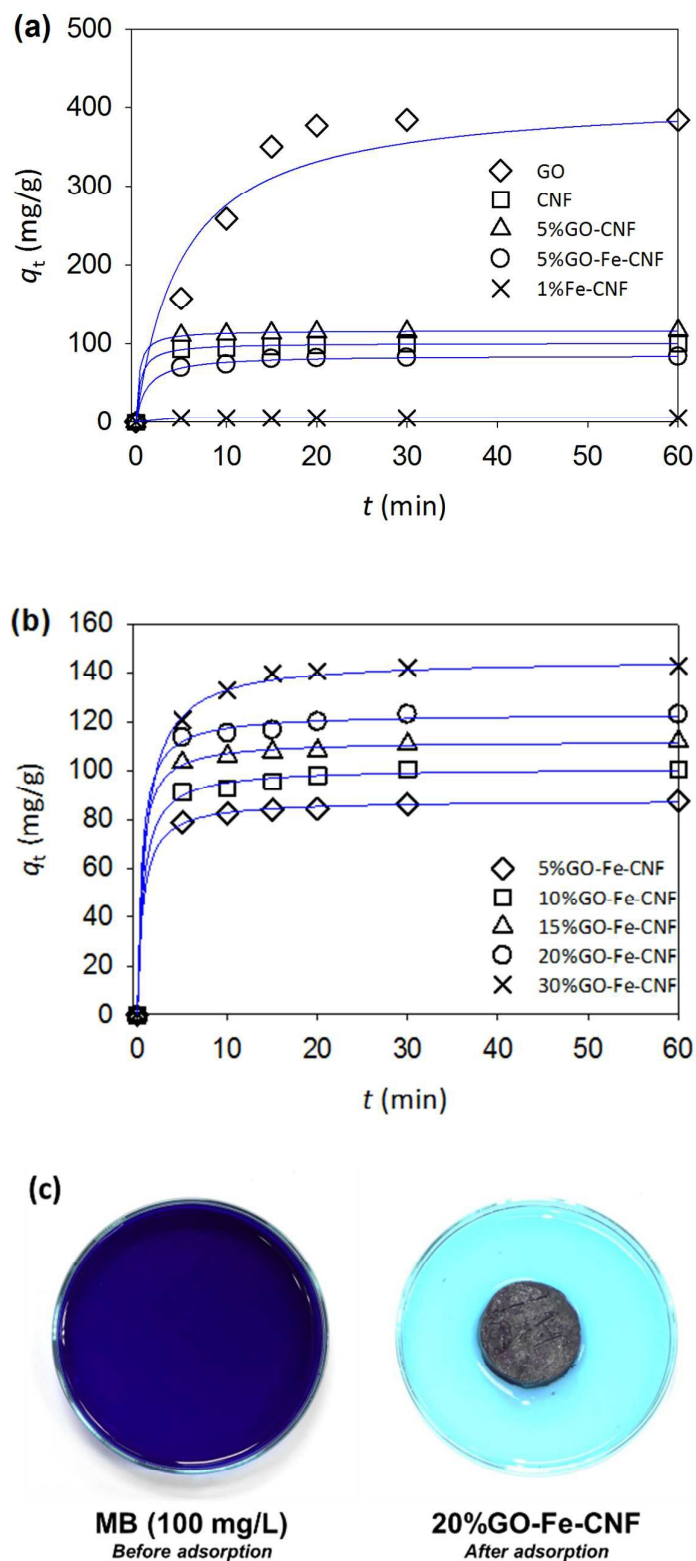 (a)
500
400
300
200
100
0
qt (mg/g)
GO
CNF
5%GO-CNF
5%GO-Fe-CNF
1%Fe-CNF
0 10 20 30 40 50 60
t (min)
(b)
160
140
120
100
80
60
40
20
0
qt (mg/g)
5%GO-Fe-CNF
10%GO-Fe-CNF
15%GO-Fe-CNF
20%GO-Fe-CNF
30%GO-Fe-CNF
0 10 20 30 40 50 60
t (min)
(c)
MB (100 mg/L)
Before adsorption
20%GO-Fe-CNF
After adsorption